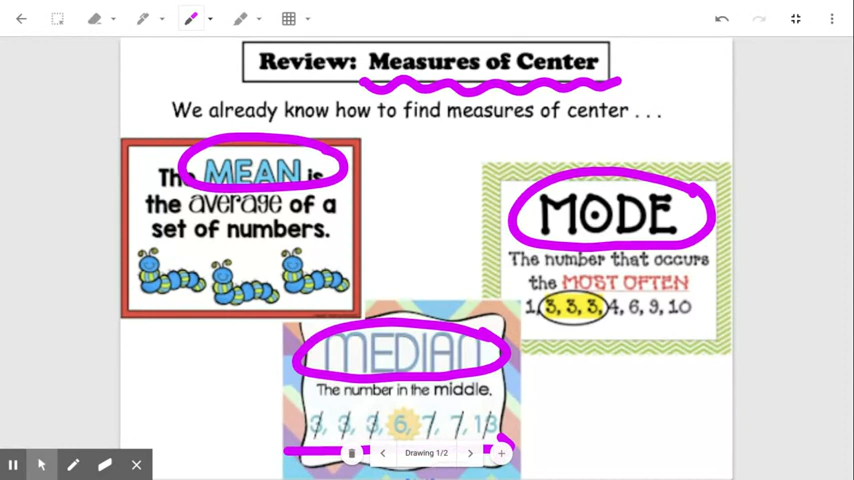 Review: Measures of Center
We already know how to find measures of center . . .
The MEAN is
the average of a
set of numbers.
MODE
The number that occurs
the MOST OFTEN
1, 3, 3, 3, 4, 6, 9, 10
MEDIAN
The number in the middle.
3, 3, 3, 6, 7, 7, 13
Drawing 1/2